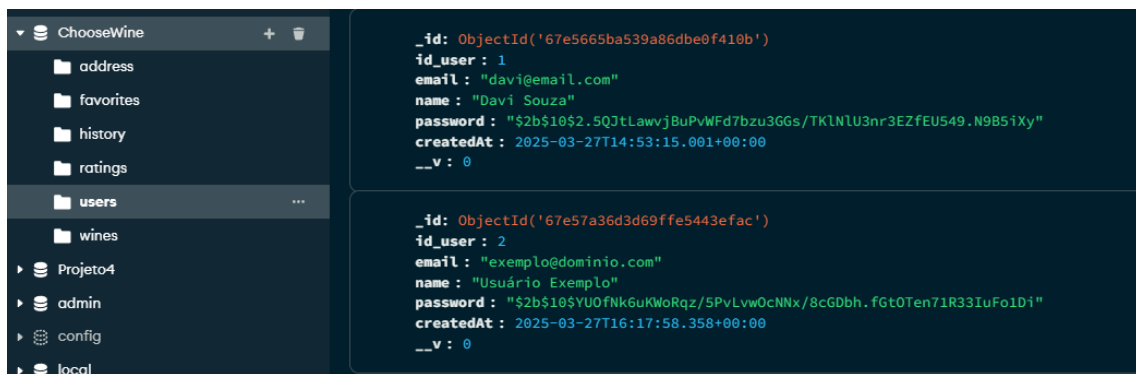 ChooseWine
address
favorites
history
ratings
users
wines
Projeto4
admin
config
local
_id: ObjectId('67e5665ba539a86dbe0f410b')
id_user : 1
email : "davi@email.com"
name : "Davi Souza"
password : "$2b$10$2.5QJtLawvjBuPvWFd7bzu3GGs/TKlNlU3nr3EZfEU549.N9B5iXy"
createdAt : 2025-03-27T14:53:15.001+00:00
__v : 0
_id: ObjectId('67e57a36d3d69ffe5443efac')
id_user : 2
email : "exemplo@dominio.com"
name : "Usuário Exemplo"
password : "$2b$10$YUOfNk6uKWoRqz/5PvLvwOcNNx/8cGDbh.fGtOTen71R33IuFo1Di"
createdAt : 2025-03-27T16:17:58.358+00:00
__v : 0